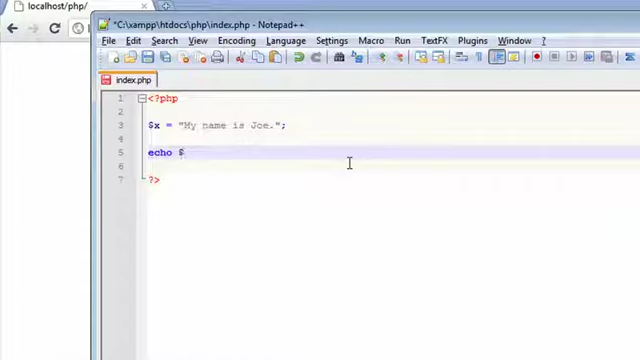 localhost/php/
*C:\xampp\htdocs\php\index.php - Notepad++
File Edit Search View Encoding Language Settings Macro Run TextFX Plugins Window ?
index.php
1 <?php
2
3 $x = "My name is Joe.";
4
5 echo $
6
7 ?>